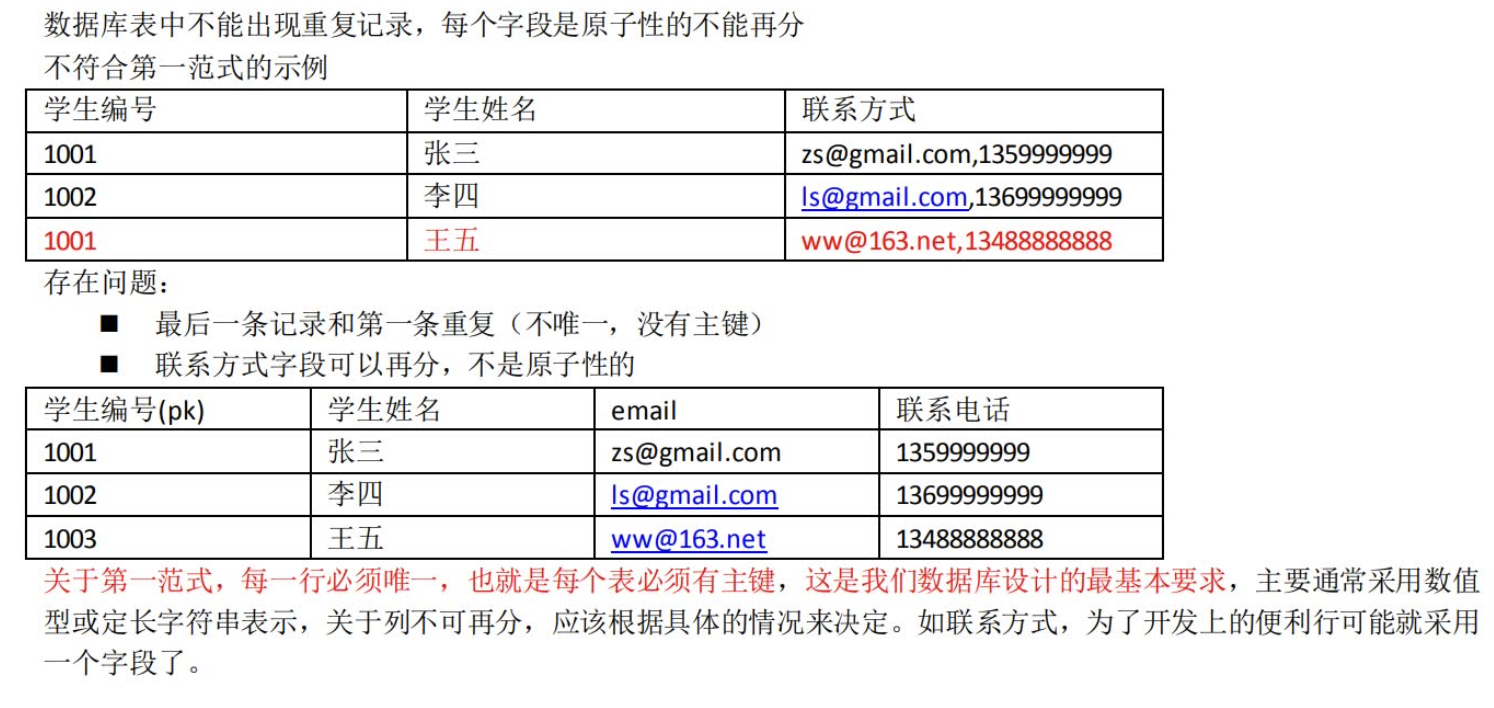 数据库表中不能出现重复记录，每个字段是原子性的不能再分
不符合第一范式的示例
学生编号 学生姓名 联系方式
1001 张三 zs@gmail.com,1359999999
1002 李四 ls@gmail.com,13699999999
1001 王五 ww@163.net,13488888888
存在问题：
■ 最后一条记录和第一条重复（不唯一，没有主键）
■ 联系方式字段可以再分，不是原子性的
学生编号(pk) 学生姓名 email 联系电话
1001 张三 zs@gmail.com 1359999999
1002 李四 ls@gmail.com 13699999999
1003 王五 ww@163.net 13488888888
关于第一范式，每一行必须唯一，也就是每个表必须有主键，这是我们数据库设计的最基本要求，主要通常采用数值
型或定长字符串表示，关于列不可再分，应该根据具体的情况来决定。如联系方式，为了开发上的便利行可能就采用
一个字段了。